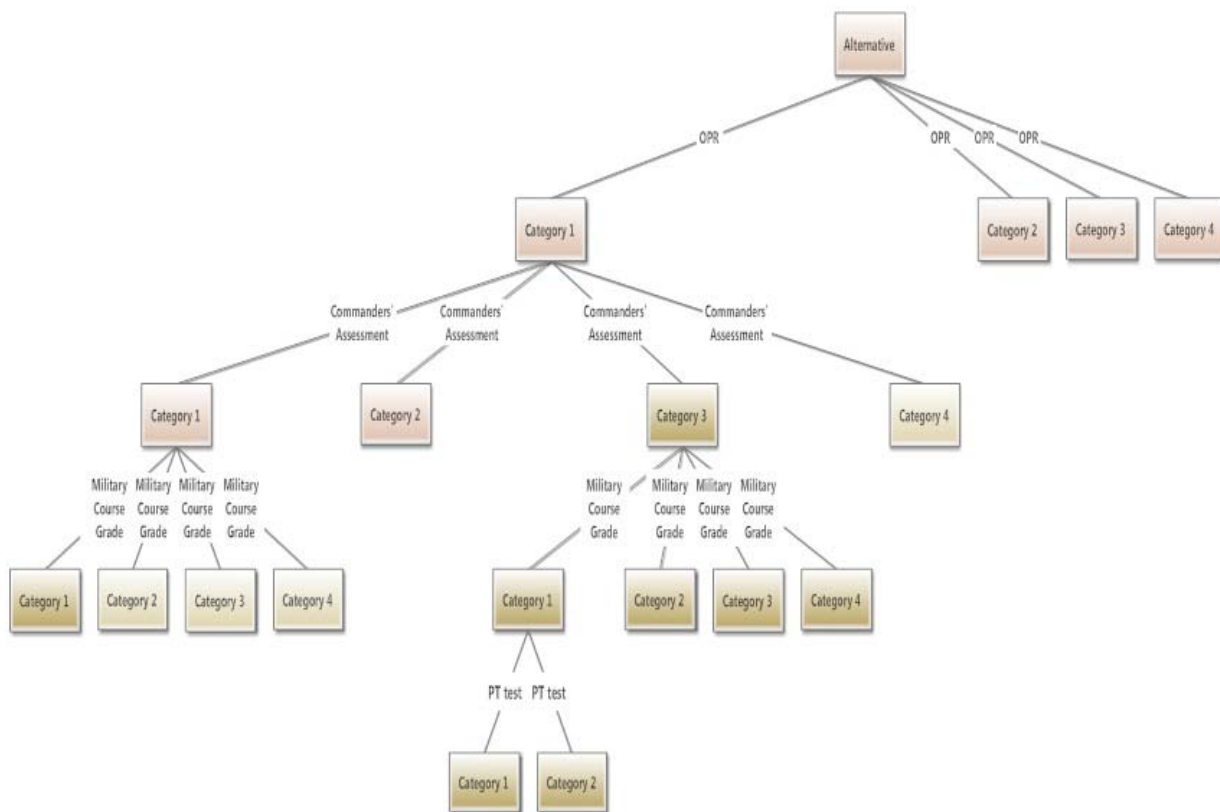 Alternative
OPR
OPR
OPR
OPR
Category 1
Category 2
Category 3
Category 4
Commanders'
Assessment
Commanders'
Assessment
Commanders'
Assessment
Commanders'
Assessment
Category 1
Category 2
Category 3
Category 4
Military
Course
Grade
Military
Course
Grade
Military
Course
Grade
Military
Course
Grade
Military
Course
Grade
Military
Course
Grade
Military
Course
Grade
Military
Course
Grade
Category 1
Category 2
Category 3
Category 4
Category 1
Category 2
Category 3
Category 4
PT test
PT test
Category 1
Category 2